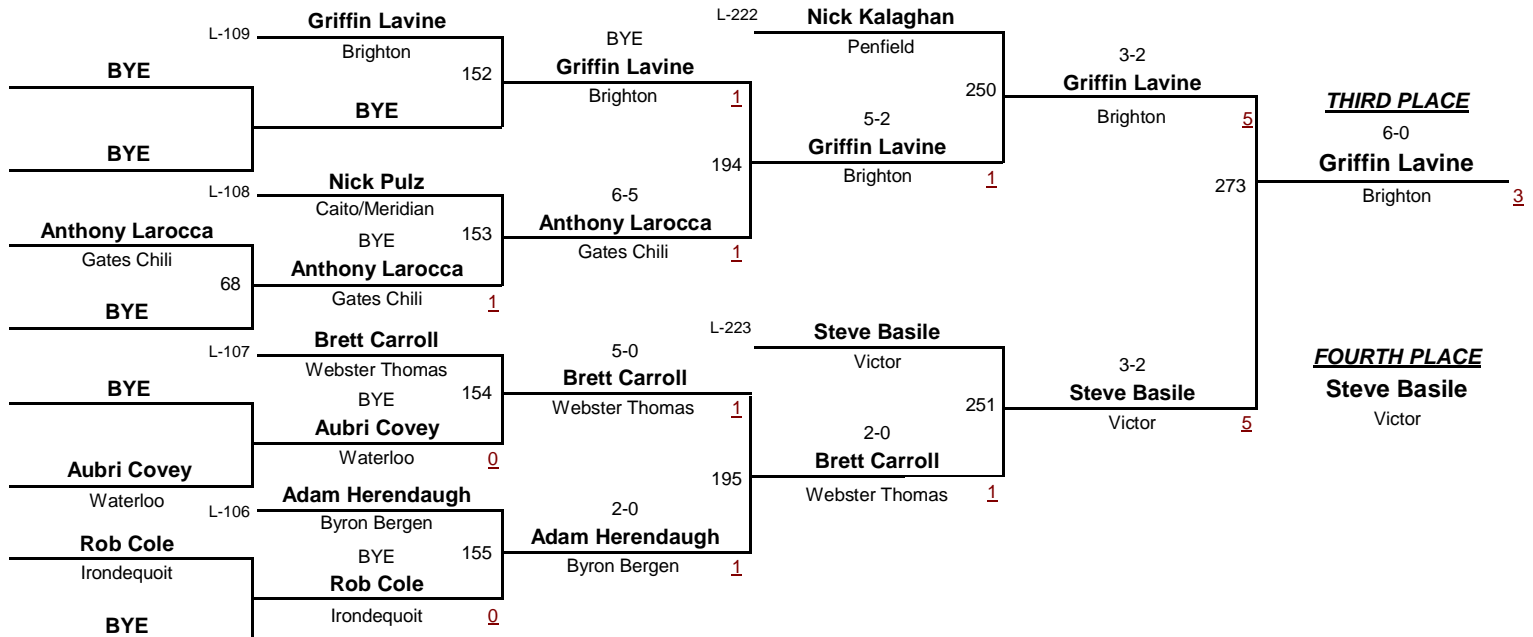 L-109
Griffin Lavine
Brighton
BYE
BYE
152
BYE
BYE
Griffin Lavine
Brighton
1
L-222
Nick Kalaghan
Penfield
250
3-2
Griffin Lavine
Brighton
5
THIRD PLACE
6-0
Griffin Lavine
Brighton
3
5-2
Griffin Lavine
Brighton
1
194
273
L-108
Nick Pulz
Caito/Meridian
BYE
153
6-5
Anthony Larocca
Gates Chili
1
Anthony Larocca
Gates Chili
68
Anthony Larocca
Gates Chili
1
BYE
L-107
Brett Carroll
Webster Thomas
BYE
154
5-0
Brett Carroll
Webster Thomas
1
L-223
Steve Basile
Victor
251
3-2
Steve Basile
Victor
5
FOURTH PLACE
Steve Basile
Victor
BYE
Aubri Covey
Waterloo
0
Aubri Covey
Waterloo
195
2-0
Brett Carroll
Webster Thomas
1
L-106
Adam Herendaugh
Byron Bergen
BYE
155
2-0
Adam Herendaugh
Byron Bergen
1
Rob Cole
Irondequoit
Rob Cole
Irondequoit
0
BYE